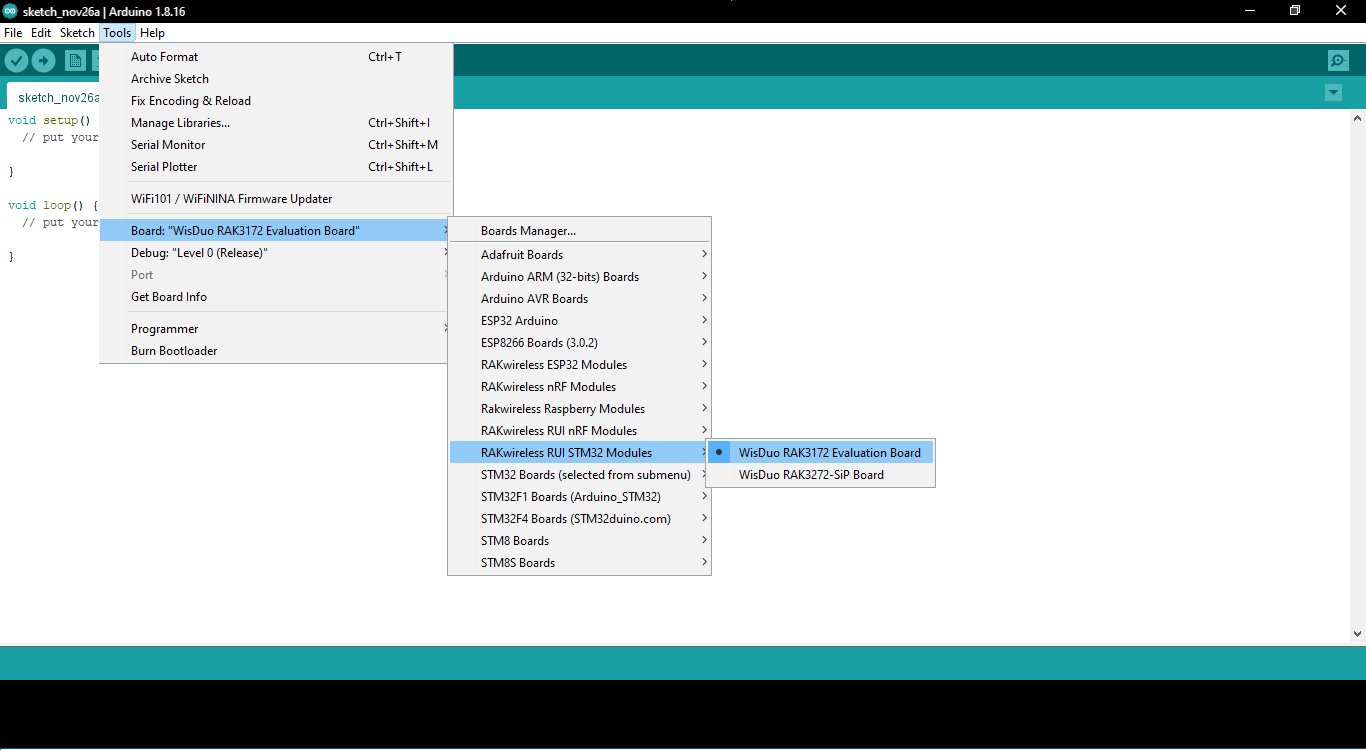 sketch_nov26a | Arduino 1.8.16
File Edit Sketch Tools Help
sketch_nov26a
void setup()
// put your
}
void loop() {
// put your
}
Auto Format Ctrl+T
Archive Sketch
Fix Encoding & Reload
Manage Libraries... Ctrl+Shift+I
Serial Monitor Ctrl+Shift+M
Serial Plotter Ctrl+Shift+L
WiFi101 / WiFiNINA Firmware Updater
Board: "WisDuo RAK3172 Evaluation Board"
Debug: "Level 0 (Release)"
Port
Get Board Info
Programmer
Burn Bootloader
Boards Manager...
Adafruit Boards
Arduino ARM (32-bits) Boards
Arduino AVR Boards
ESP32 Arduino
ESP8266 Boards (3.0.2)
RAKwireless ESP32 Modules
RAKwireless nRF Modules
Rakwireless Raspberry Modules
RAKwireless RUI nRF Modules
RAKwireless RUI STM32 Modules
STM32 Boards (selected from submenu)
STM32F1 Boards (Arduino_STM32)
STM32F4 Boards (STM32duino.com)
STM8 Boards
STM8S Boards
WisDuo RAK3172 Evaluation Board
WisDuo RAK3272-SiP Board